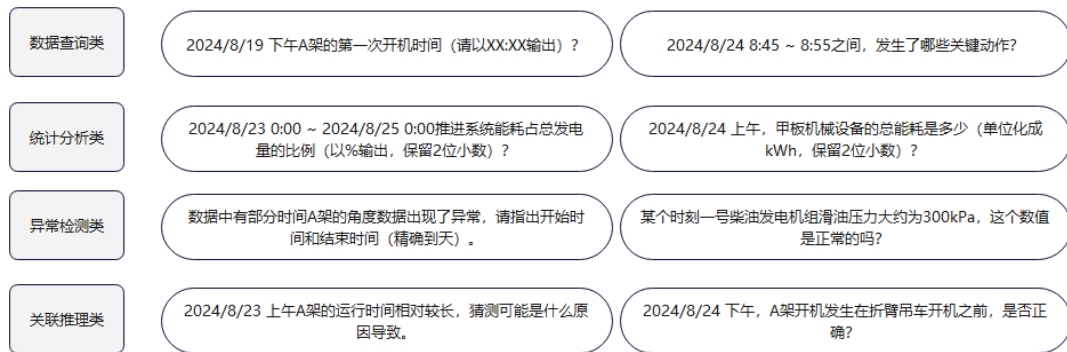 数据查询类
2024/8/19 下午A架的第一次开机时间（请以XX:XX输出）？
2024/8/24 8:45 ~ 8:55之间，发生了哪些关键动作？
统计分析类
2024/8/23 0:00 ~ 2024/8/25 0:00推进系统能耗占总发电
量的比例（以%输出，保留2位小数）？
2024/8/24 上午，甲板机械设备的总能耗是多少（单位化成
kWh，保留2位小数）？
异常检测类
数据中有部分时间A架的角度数据出现了异常，请指出开始时
间和结束时间（精确到天）。
某个时刻一号柴油发电机组滑油压力大约为300kPa，这个数值
是正常的吗？
关联推理类
2024/8/23 上午A架的运行时间相对较长，猜测可能是什么原
因导致。
2024/8/24 下午，A架开机发生在折臂吊车开机之前，是否正
确？